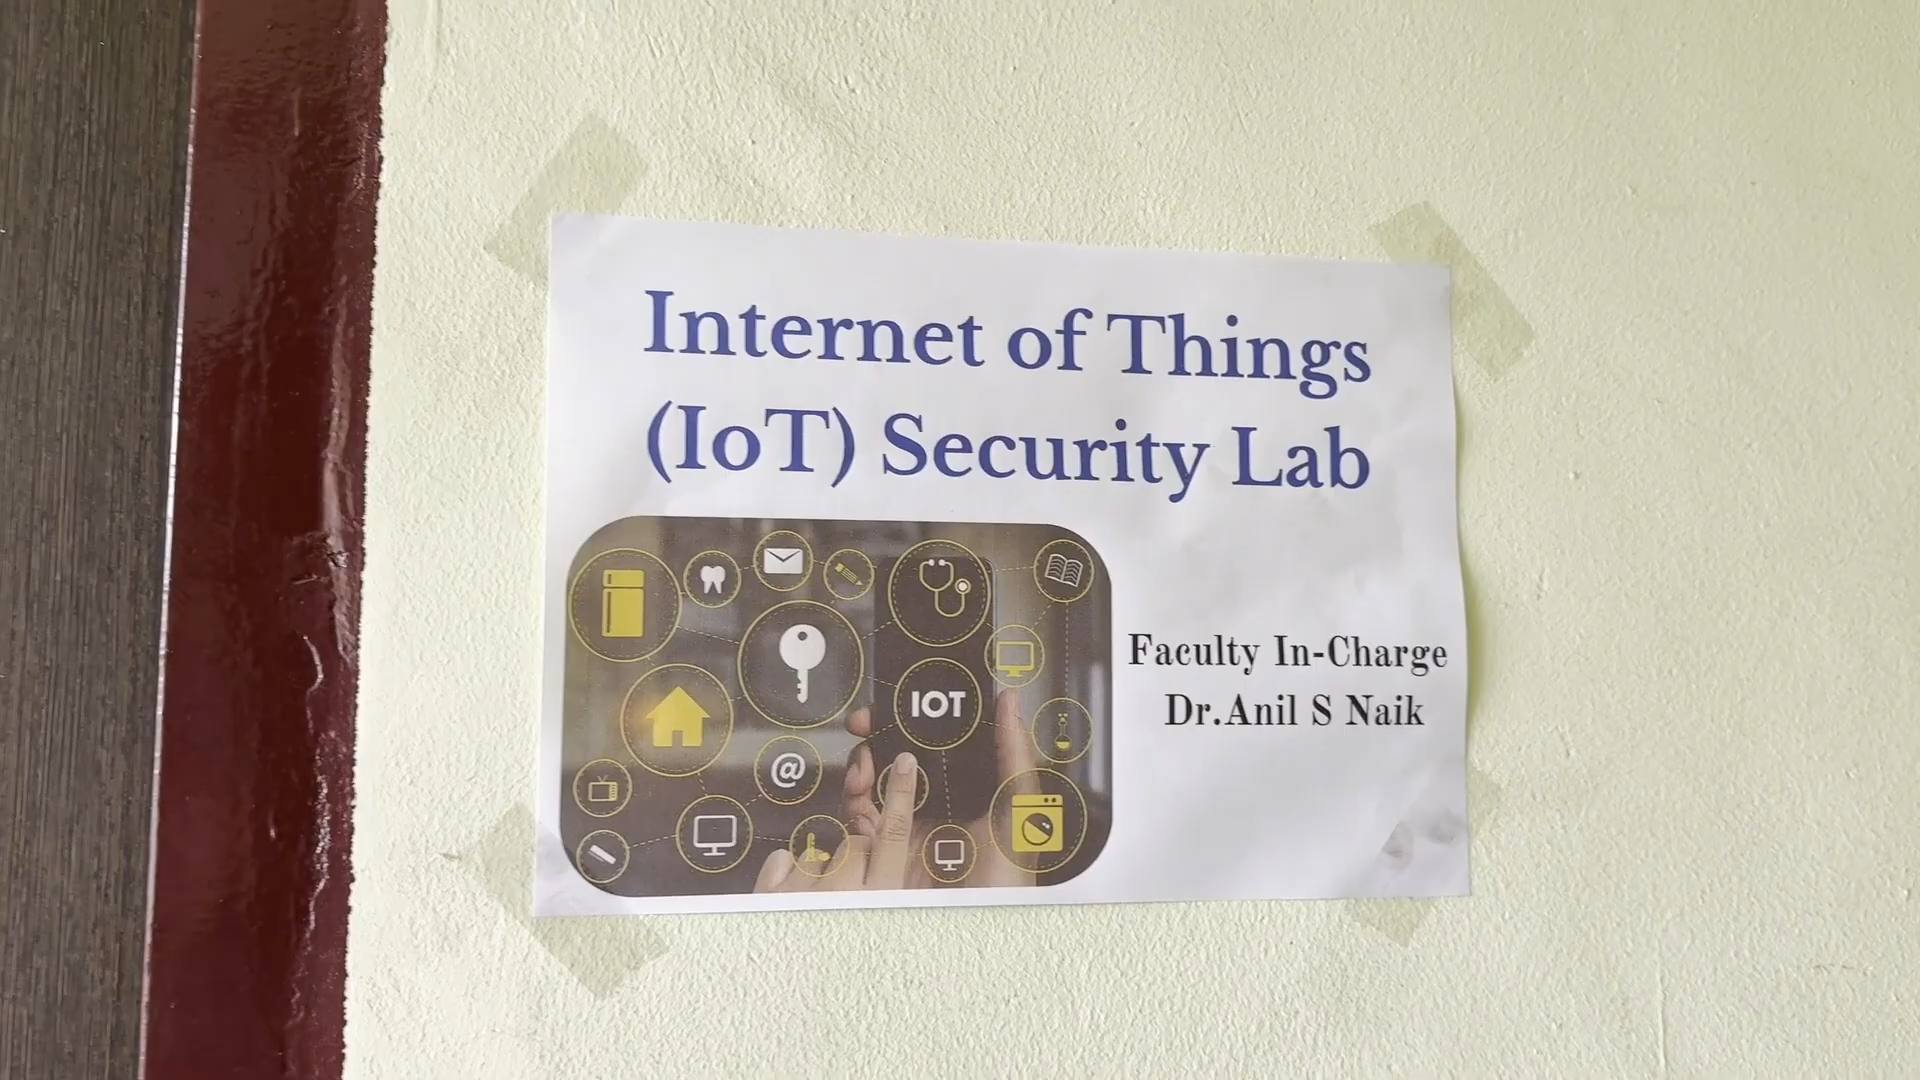 Internet of Things
(IoT) Security Lab
IOT
@
Faculty In-Charge
Dr.Anil S Naik